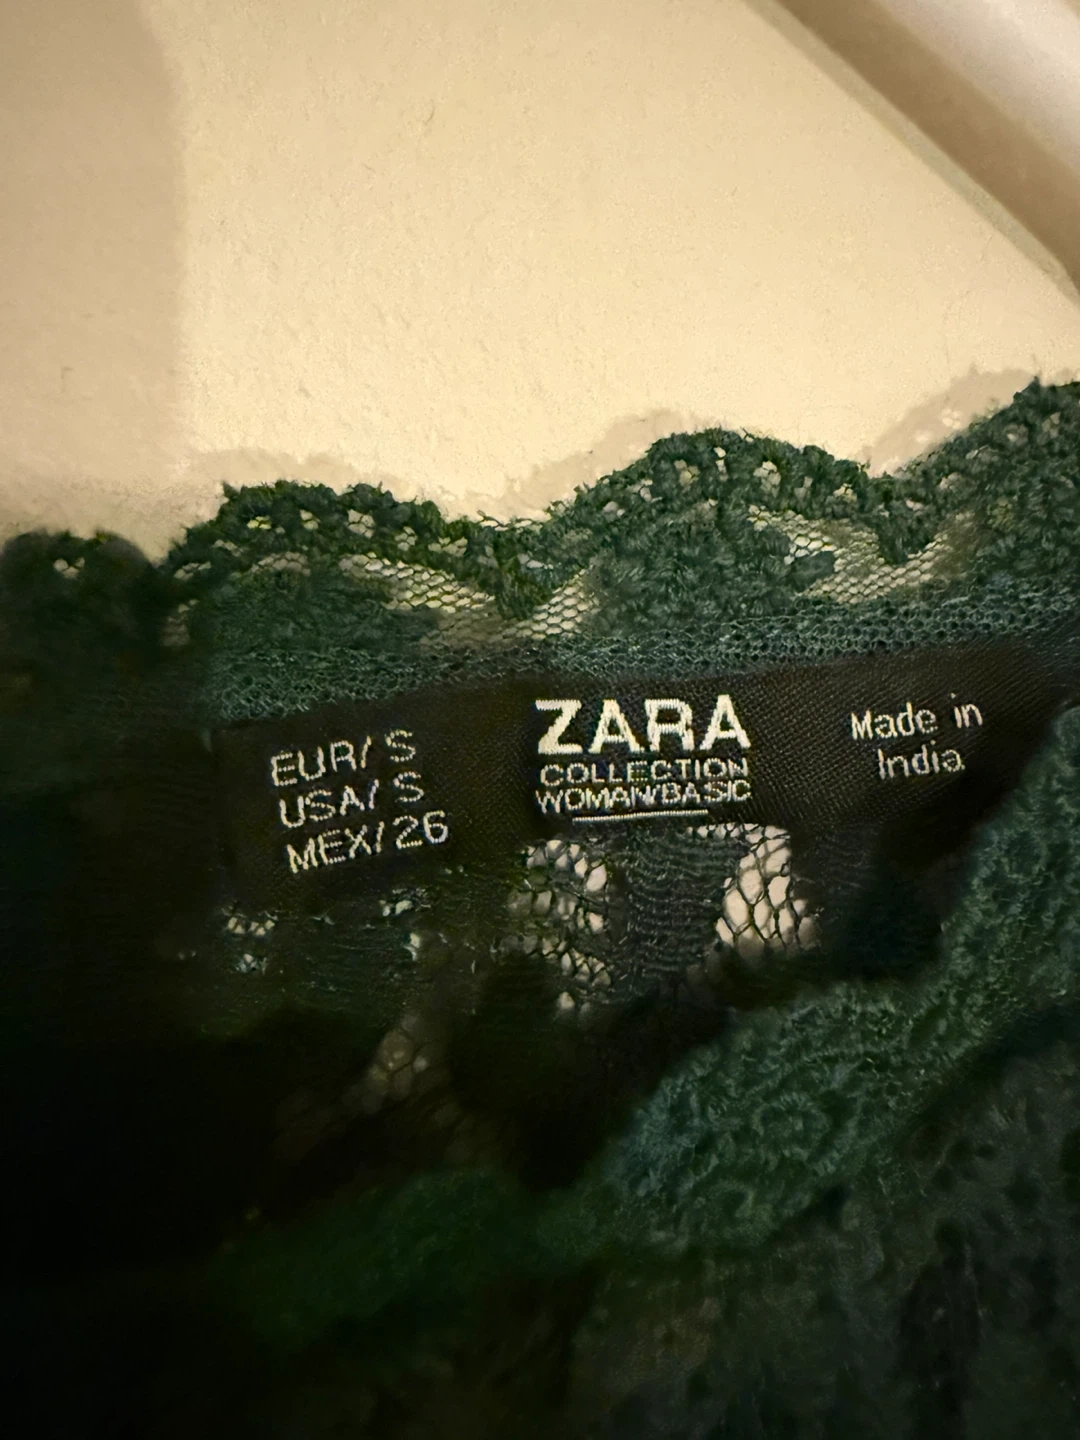 EUR/ S
USA/ S
MEX/26
ZARA
COLLECTION
WOMAN/BASIC
Made in
India